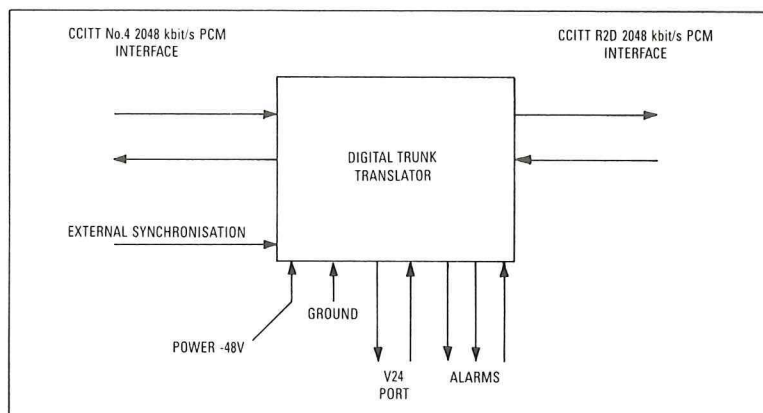 CCITT No.4 2048 kbit/s PCM
INTERFACE
CCITT R2D 2048 kbit/s PCM
INTERFACE
DIGITAL TRUNK
TRANSLATOR
EXTERNAL SYNCHRONISATION
GROUND
POWER -48V
V24
PORT
ALARMS